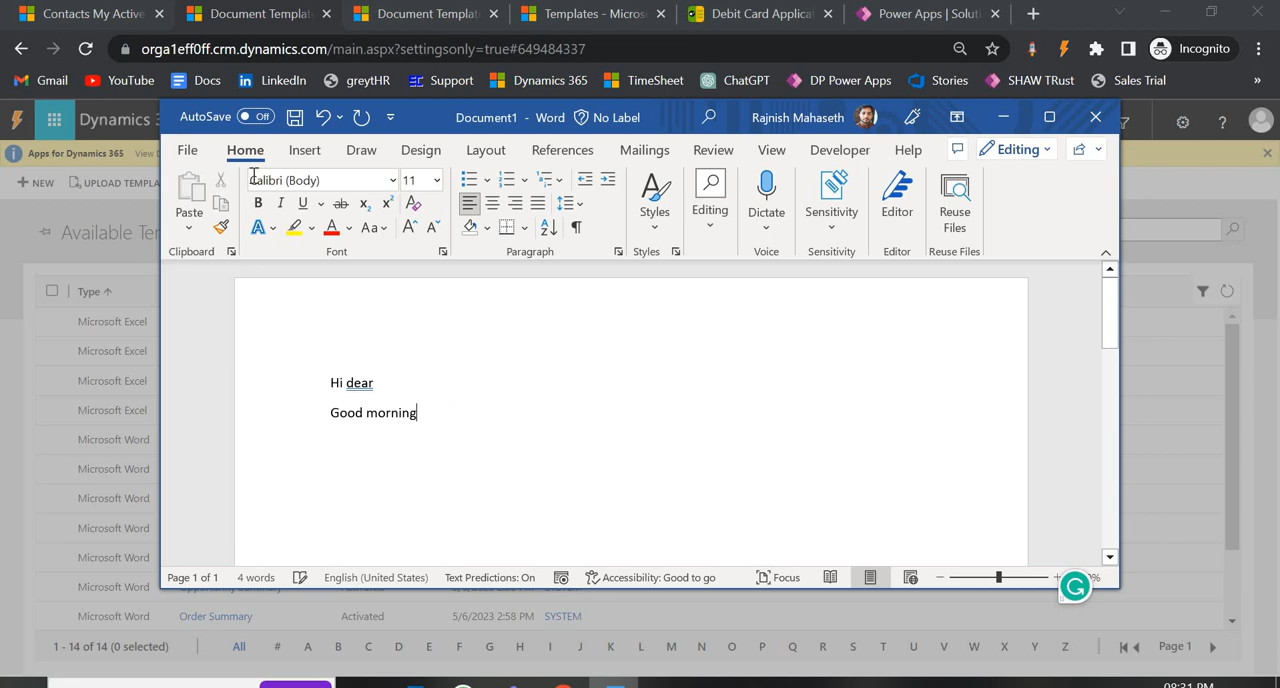 Contacts My Active
Document Templat
Document Templat
Templates - Micros
Debit Card Applica
Power Apps | Solut
orga1eff0ff.crm.dynamics.com/main.aspx?settingsonly=true#649484337
Incognito
Gmail
YouTube
Docs
LinkedIn
greytHR
Support
Dynamics 365
TimeSheet
ChatGPT
DP Power Apps
Stories
SHAW TRust
Sales Trial
»
Dynamics 3
AutoSave Off
Document1 - Word
No Label
Rajnish Mahaseth
File Home Insert Draw Design Layout References Mailings Review View Developer Help
Editing
Apps for Dynamics 365 View D
NEW
UPLOAD TEMPLA
Calibri (Body)
11
Paste
Styles
Editing
Dictate
Sensitivity
Editor
Reuse
Files
Clipboard
Font
Paragraph
Styles
Voice
Sensitivity
Editor
Reuse Files
Available Te
Type
Microsoft Excel
Microsoft Excel
Microsoft Excel
Microsoft Excel
Microsoft Word
Microsoft Word
Microsoft Word
Microsoft Word
Microsoft Word
Microsoft Word
Hi dear
Good morning
Page 1 of 1
4 words
English (United States)
Text Predictions: On
Accessibility: Good to go
Focus
Microsoft Word
Order Summary
Activated
5/6/2023 2:58 PM
SYSTEM
1 - 14 of 14 (0 selected)
All # A B C D E F G H I J K L M N O P Q R S T U V W X Y Z
Page 1